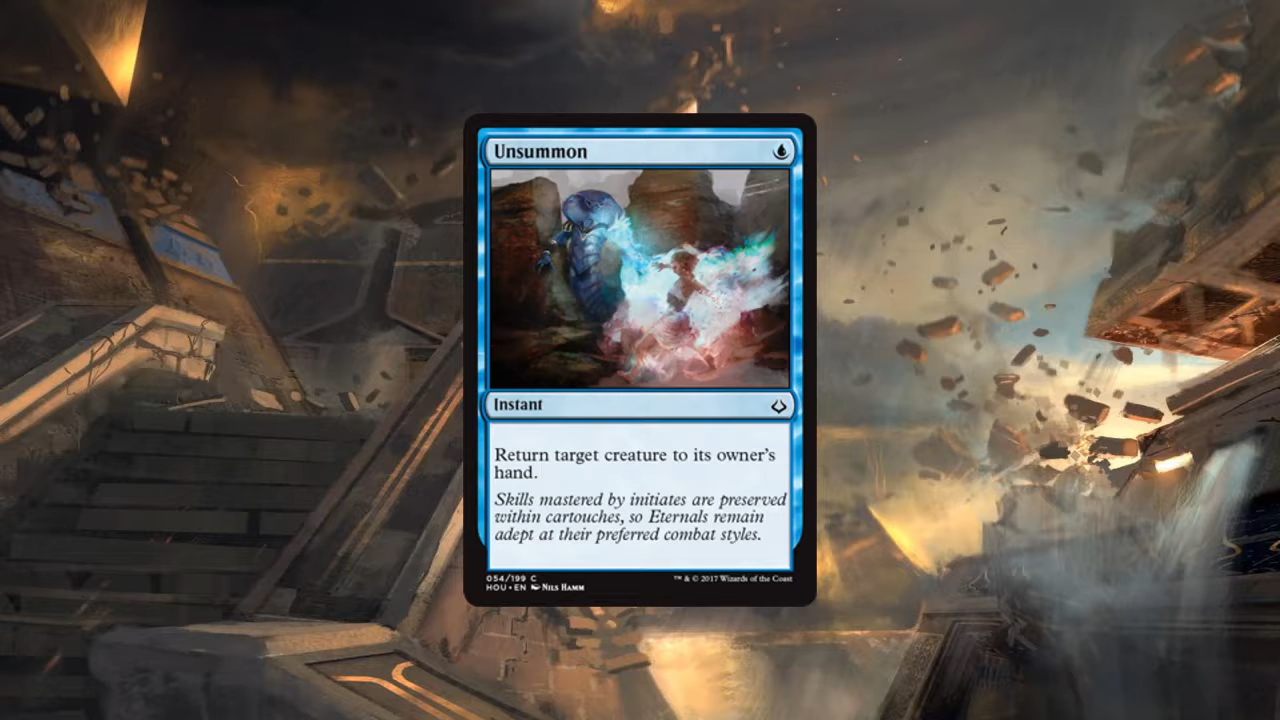 Unsummon
Instant
Return target creature to its owner's
hand.
Skills mastered by initiates are preserved
within cartouches, so Eternals remain
adept at their preferred combat styles.
054/199 C
HOU • EN Nils Hamm
™ & © 2017 Wizards of the Coast